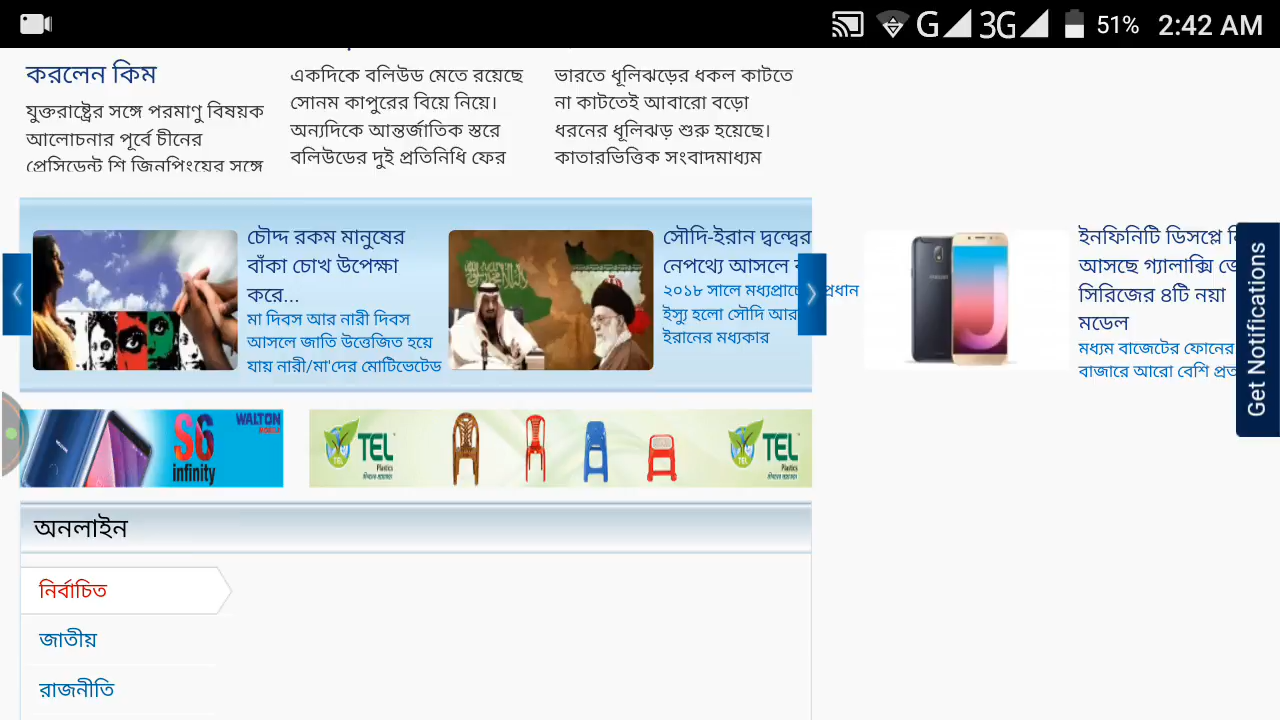 G 3G 51% 2:42 AM
করলেন কিম
যুক্তরাষ্ট্রের সঙ্গে পরমাণু বিষয়ক
আলোচনার পূর্বে চীনের
প্রেসিডেন্ট শি জিনপিংয়ের সঙ্গে
একদিকে বলিউড মেতে রয়েছে
সোনম কাপুরের বিয়ে নিয়ে।
অন্যদিকে আন্তর্জাতিক স্তরে
বলিউডের দুই প্রতিনিধি ফের
ভারতে ধূলিঝড়ের ধকল কাটতে
না কাটতেই আবারো বড়ো
ধরনের ধূলিঝড় শুরু হয়েছে।
কাতারভিত্তিক সংবাদমাধ্যম
চৌদ্দ রকম মানুষের
বাঁকা চোখ উপেক্ষা
করে...
মা দিবস আর নারী দিবস
আসলে জাতি উত্তেজিত হয়ে
যায় নারী/মা'দের মোটিভেটেড
সৌদি-ইরান দ্বন্দ্বের
নেপথ্যে আসলে
২০১৮ সালে মধ্যপ্রাচ্যে প্রধান
ইস্যু হলো সৌদি আর
ইরানের মধ্যকার
ইনফিনিটি ডিসপ্লে
আসছে গ্যালাক্সি জে
সিরিজের ৪টি নয়া
মডেল
মধ্যম বাজেটের ফোনের
বাজারে আরো বেশি
Get Notifications
S6
infinity
WALTON
MOBILE
TEL
Plastics
TEL
Plastics
অনলাইন
নির্বাচিত
জাতীয়
রাজনীতি